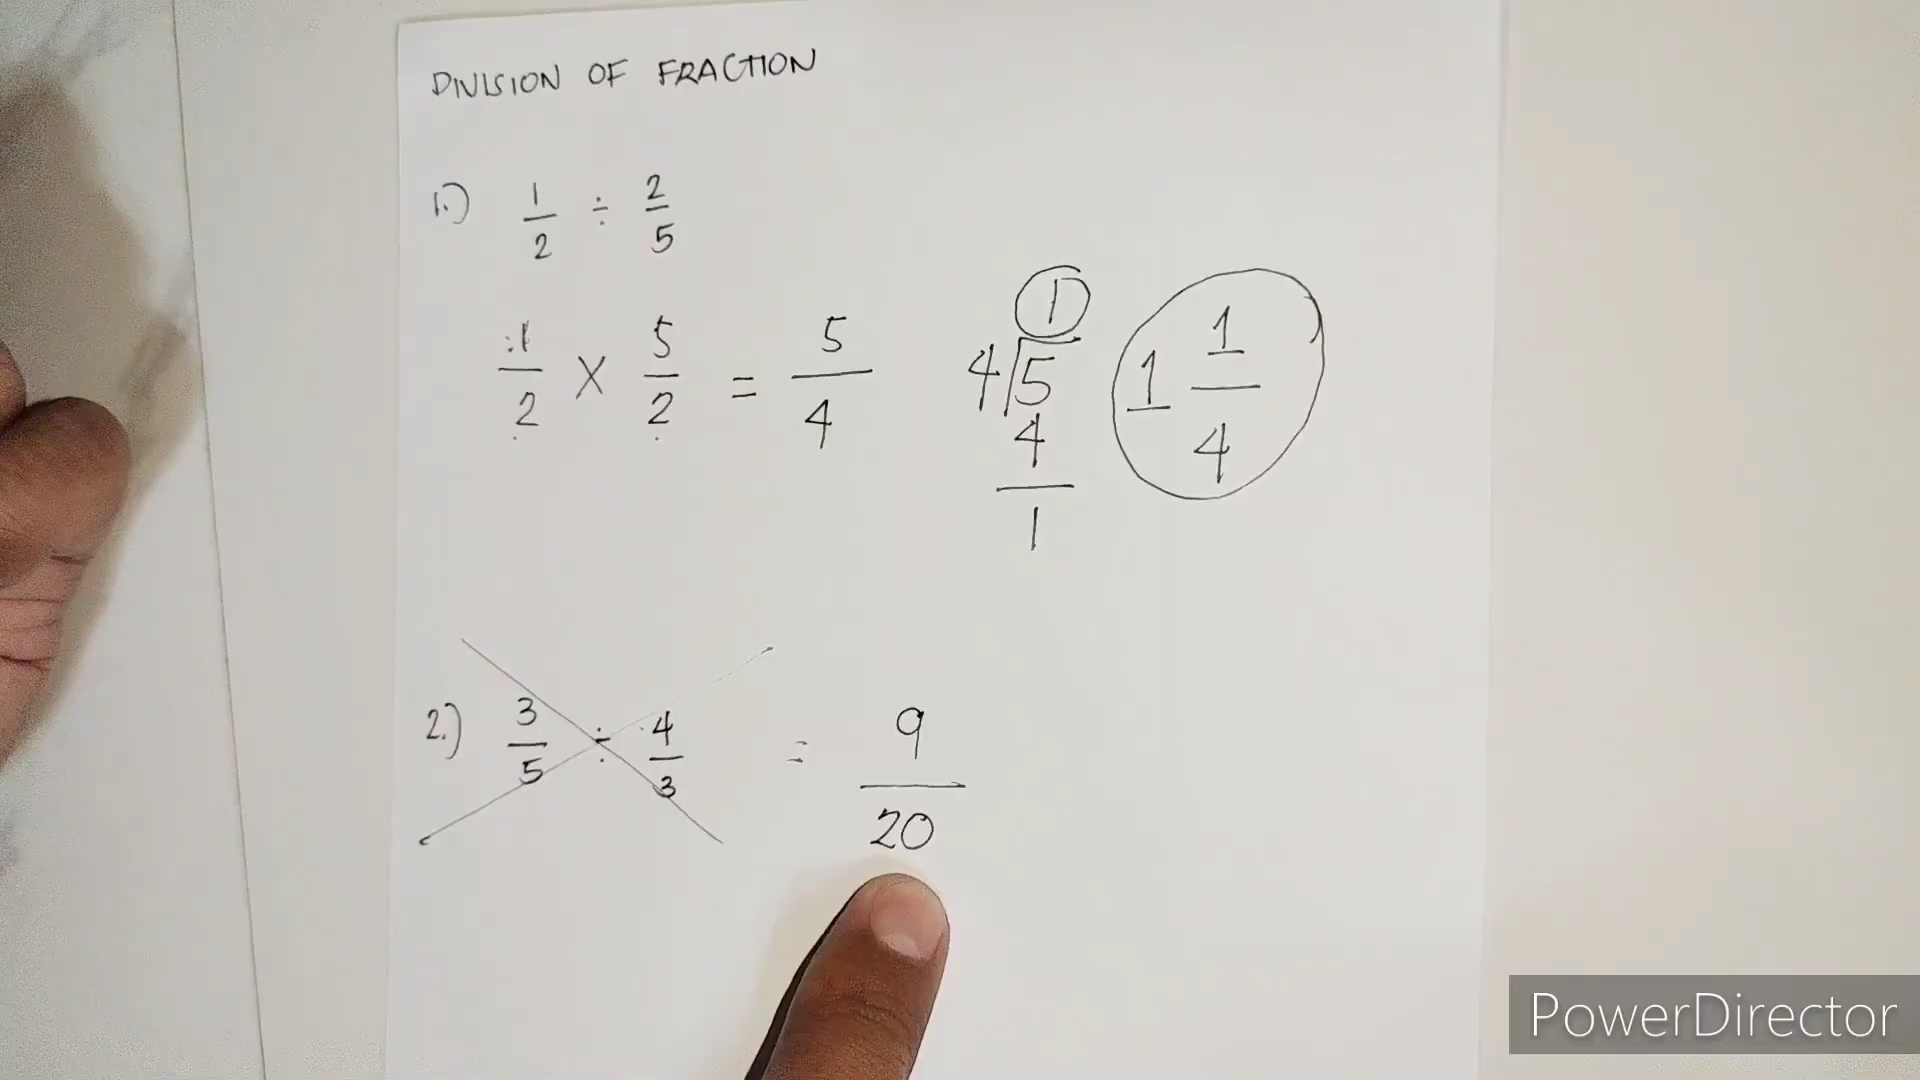 DIVISION OF FRACTION
1.) 1/2 ÷ 2/5
1/2 X 5/2 = 5/4
1
4)5
4
1
1 1/4
2.) 3/5 ÷ 4/3 = 9/20
PowerDirector